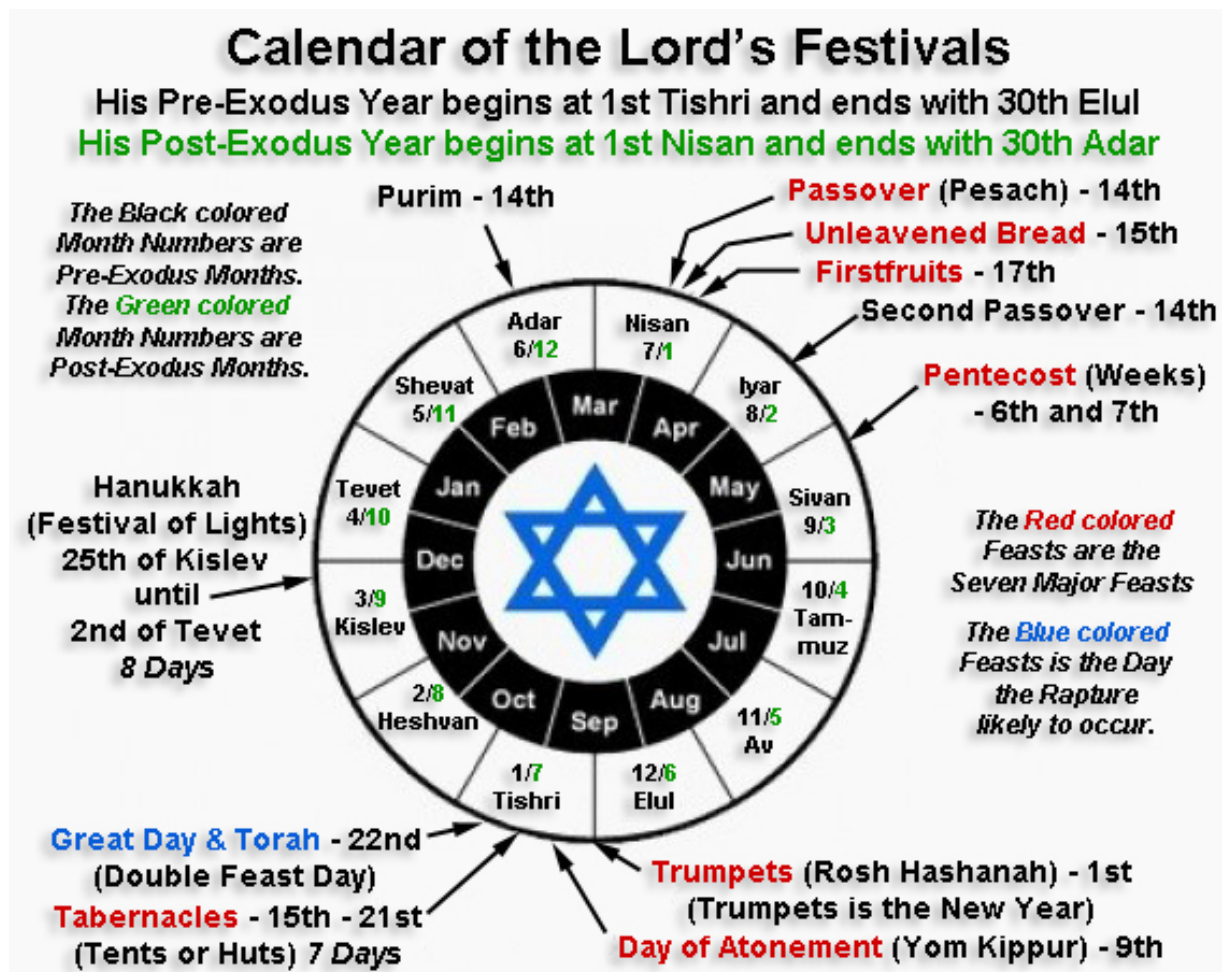 Calendar of the Lord's Festivals
His Pre-Exodus Year begins at 1st Tishri and ends with 30th Elul
His Post-Exodus Year begins at 1st Nisan and ends with 30th Adar
The Black colored
Month Numbers are
Pre-Exodus Months.
The Green colored
Month Numbers are
Post-Exodus Months.
Purim - 14th
Passover (Pesach) - 14th
Unleavened Bread - 15th
Firstfruits - 17th
Second Passover - 14th
Pentecost (Weeks)
- 6th and 7th
Adar
6/12
Nisan
7/1
Shevat
5/11
Iyar
8/2
Tevet
4/10
Sivan
9/3
3/9
Kislev
10/4
Tam-
muz
2/8
Heshvan
11/5
Av
1/7
Tishri
12/6
Elul
Mar
Apr
May
Jun
Jul
Aug
Sep
Oct
Nov
Dec
Jan
Feb
Hanukkah
(Festival of Lights)
25th of Kislev
until
2nd of Tevet
8 Days
The Red colored
Feasts are the
Seven Major Feasts
The Blue colored
Feasts is the Day
the Rapture
likely to occur.
Great Day & Torah - 22nd
(Double Feast Day)
Tabernacles - 15th - 21st
(Tents or Huts) 7 Days
Trumpets (Rosh Hashanah) - 1st
(Trumpets is the New Year)
Day of Atonement (Yom Kippur) - 9th